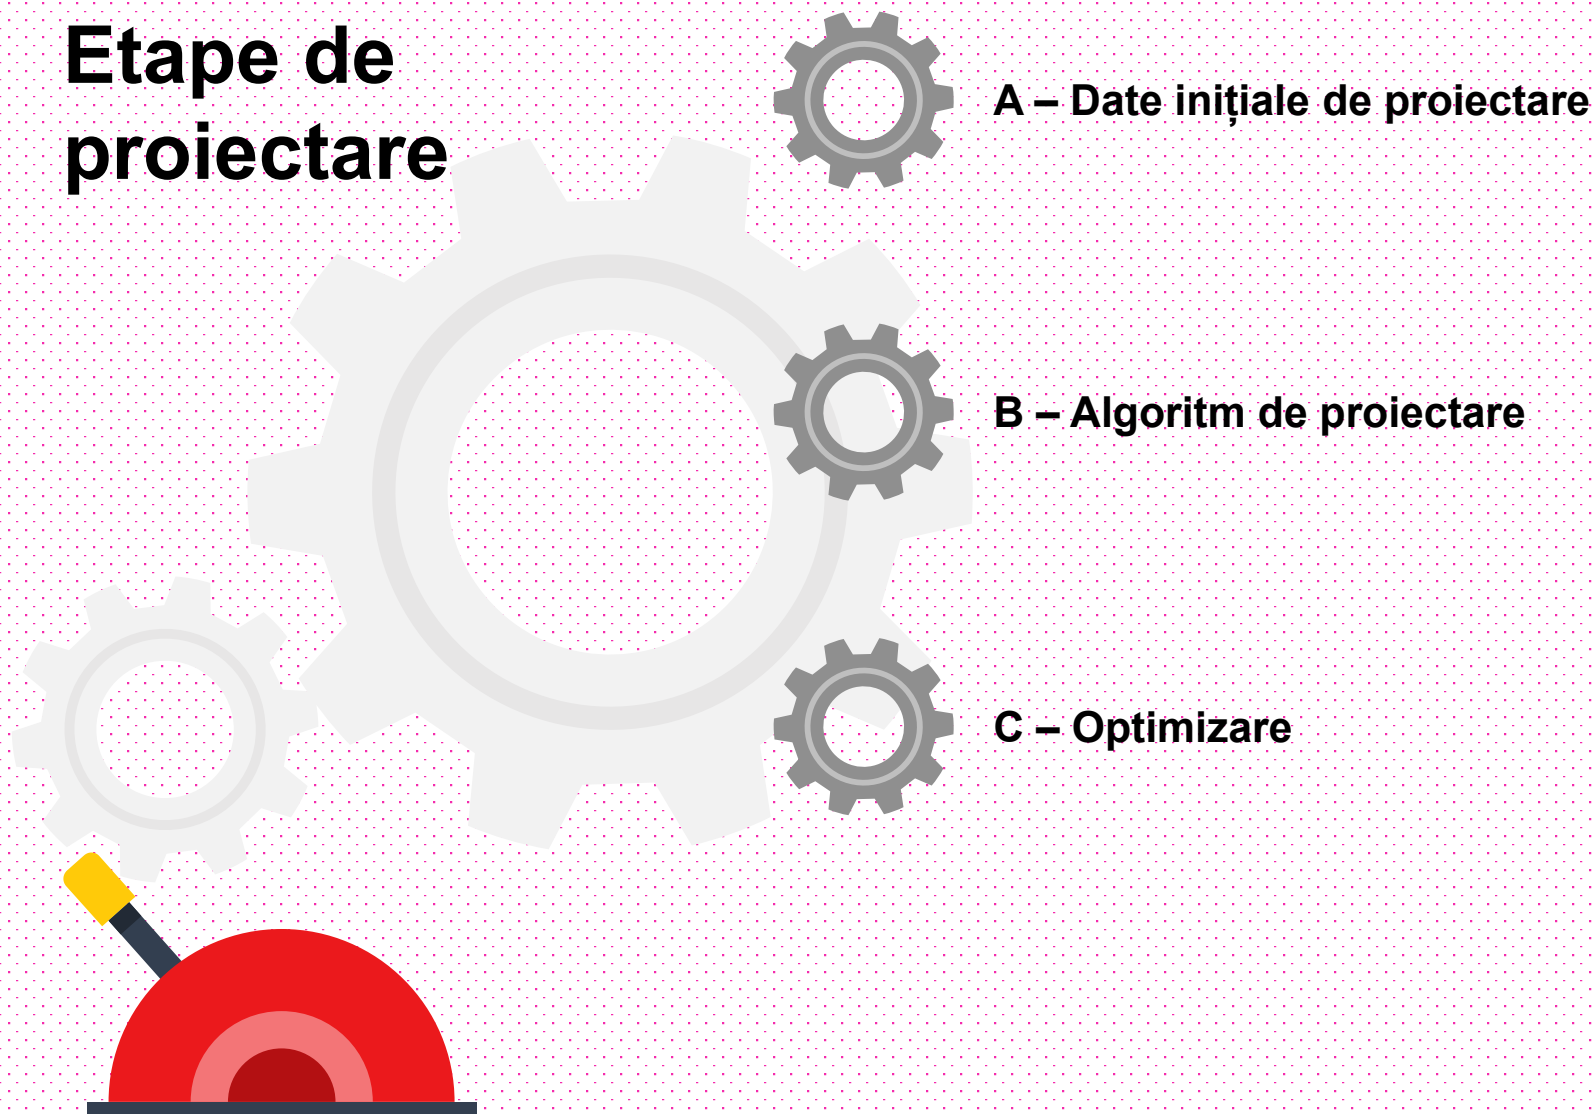 Etape de
proiectare
A – Date inițiale de proiectare
B – Algoritm de proiectare
C – Optimizare